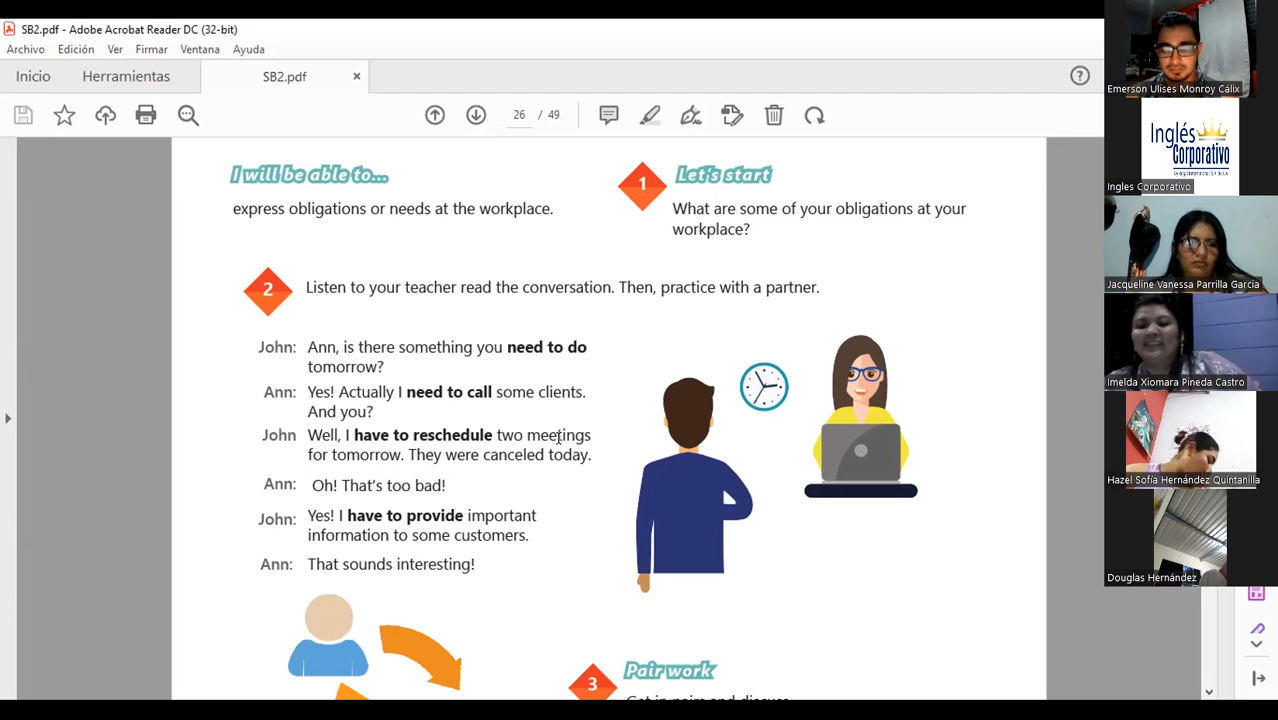 SB2.pdf - Adobe Acrobat Reader DC (32-bit)
Archivo Edición Ver Firmar Ventana Ayuda
Inicio Herramientas SB2.pdf ×
26 / 49
I will be able to...
express obligations or needs at the workplace.
1 Let's start
What are some of your obligations at your
workplace?
2 Listen to your teacher read the conversation. Then, practice with a partner.
John: Ann, is there something you need to do
tomorrow?
Ann: Yes! Actually I need to call some clients.
And you?
John Well, I have to reschedule two meetings
for tomorrow. They were canceled today.
Ann: Oh! That's too bad!
John: Yes! I have to provide important
information to some customers.
Ann: That sounds interesting!
3 Pair work
Get in pairs and discuss
Emerson Ulises Monroy Cálix
Inglés
Corporativo
Ingles Corporativo
Jacqueline Vanessa Parrilla Garcia
Imelda Xiomara Pineda Castro
Hazel Sofía Hernández Quintanilla
Douglas Hernández